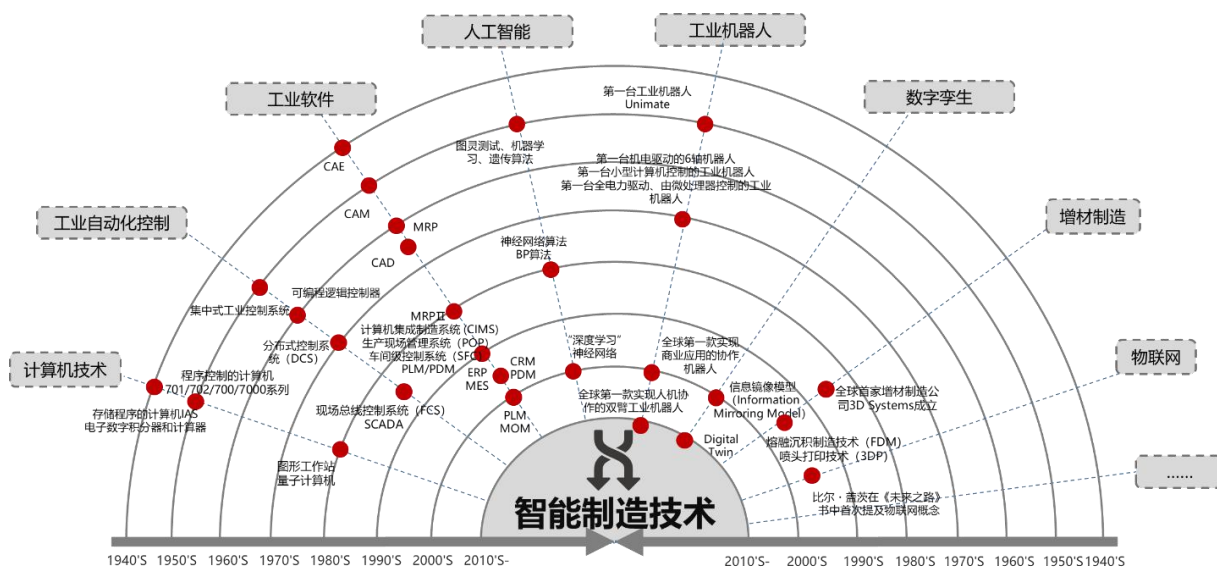 人工智能
工业机器人
工业软件
数字孪生
工业自动化控制
增材制造
计算机技术
物联网
……
第一台工业机器人
Unimate
CAE
图灵测试、机器学
习、遗传算法
第一台机电驱动的6轴机器人
第一台小型计算机控制的工业机器人
第一台全电力驱动、由微处理器控制的工业
机器人
CAM
MRP
CAD
神经网络算法
BP算法
集中式工业控制系统
可编程逻辑控制器
MRPⅡ
计算机集成制造系统 (CIMS)
生产现场管理系统（POP）
车间级控制系统（SFC）
PLM/PDM
分布式控制系
统（DCS）
ERP
MES
CRM
PDM
“深度学习”
神经网络
全球第一款实现
商业应用的协作
机器人
程序控制的计算机
701/702/700/7000系列
存储程序的计算机IAS
电子数字积分器和计算器
现场总线控制系统（FCS）
SCADA
PLM
MOM
全球第一款实现人机协
作的双臂工业机器人
信息镜像模型
（Information
Mirroring Model）
全球首家增材制造公
司3D Systems成立
图形工作站
量子计算机
Digital
Twin
熔融沉积制造技术（FDM）
喷头打印技术（3DP）
比尔·盖茨在《未来之路》
书中首次提及物联网概念
智能制造技术
1940'S 1950'S 1960'S 1970'S 1980'S 1990'S 2000'S 2010'S- 2010'S- 2000'S 1990'S 1980'S 1970'S 1960'S 1950'S 1940'S